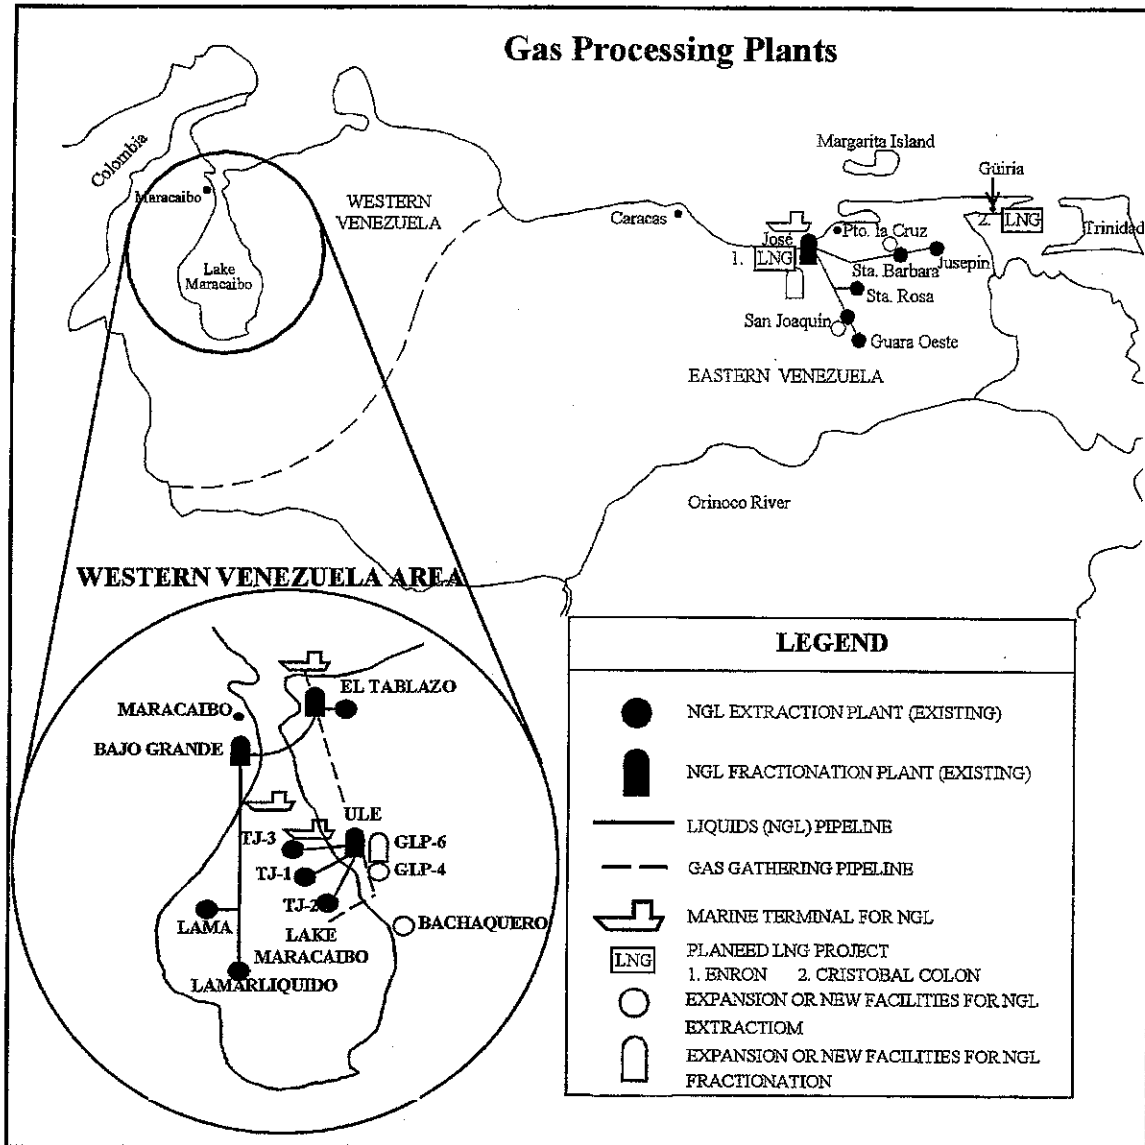 Gas Processing Plants
Colombia
Maracaibo
WESTERN
VENEZUELA
Lake
Maracaibo
Caracas
Margarita Island
Güiria
2. LNG
Trinidad
José
Pto. la Cruz
1. LNG
Sta. Barbara
Jusepin
Sta. Rosa
San Joaquin
Guara Oeste
EASTERN VENEZUELA
Orinoco River
WESTERN VENEZUELA AREA
EL TABLAZO
MARACAIBO
BAJO GRANDE
ULE
TJ-3
GLP-6
TJ-1
GLP-4
TJ-2
LAMA
BACHAQUERO
LAKE
MARACAIBO
LAMARLIQUIDO
LEGEND
NGL EXTRACTION PLANT (EXISTING)
NGL FRACTIONATION PLANT (EXISTING)
LIQUIDS (NGL) PIPELINE
GAS GATHERING PIPELINE
MARINE TERMINAL FOR NGL
LNG
PLANEED LNG PROJECT
1. ENRON 2. CRISTOBAL COLON
EXPANSION OR NEW FACILITIES FOR NGL
EXTRACTIOM
EXPANSION OR NEW FACILITIES FOR NGL
FRACTIONATION